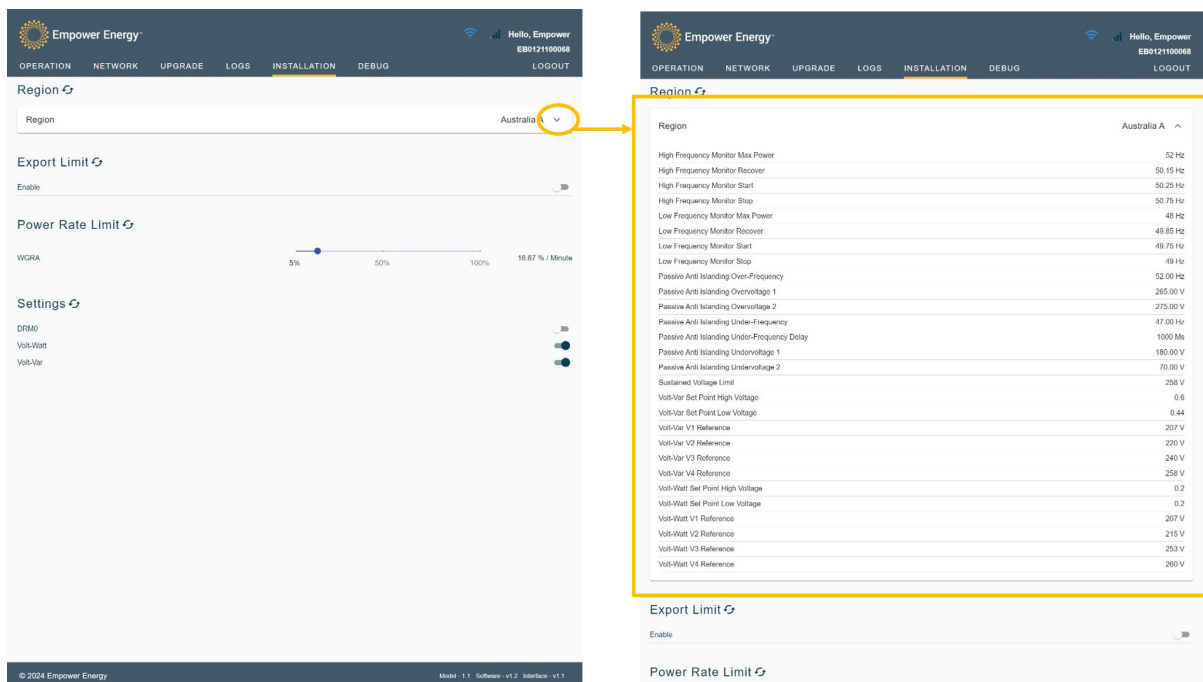 Empower Energy™
Hello, Empower
EB0121100068
OPERATION NETWORK UPGRADE LOGS INSTALLATION DEBUG LOGOUT
Region
Region Australia A
Export Limit
Enable
Power Rate Limit
WGRA 16.67 % / Minute
5% 50% 100%
Settings
DRM0
Volt-Watt
Volt-Var
© 2024 Empower Energy Model - 1.1 Software - v1.2 Interface - v1.1
Empower Energy™
Hello, Empower
EB0121100068
OPERATION NETWORK UPGRADE LOGS INSTALLATION DEBUG LOGOUT
Region
Region Australia A
High Frequency Monitor Max Power 52 Hz
High Frequency Monitor Recover 50.15 Hz
High Frequency Monitor Start 50.25 Hz
High Frequency Monitor Stop 50.75 Hz
Low Frequency Monitor Max Power 48 Hz
Low Frequency Monitor Recover 49.85 Hz
Low Frequency Monitor Start 49.75 Hz
Low Frequency Monitor Stop 49 Hz
Passive Anti Islanding Over-Frequency 52.00 Hz
Passive Anti Islanding Overvoltage 1 265.00 V
Passive Anti Islanding Overvoltage 2 275.00 V
Passive Anti Islanding Under-Frequency 47.00 Hz
Passive Anti Islanding Under-Frequency Delay 1000 Ms
Passive Anti Islanding Undervoltage 1 180.00 V
Passive Anti Islanding Undervoltage 2 70.00 V
Sustained Voltage Limit 258 V
Volt-Var Set Point High Voltage 0.6
Volt-Var Set Point Low Voltage 0.44
Volt-Var V1 Reference 207 V
Volt-Var V2 Reference 220 V
Volt-Var V3 Reference 240 V
Volt-Var V4 Reference 258 V
Volt-Watt Set Point High Voltage 0.2
Volt-Watt Set Point Low Voltage 0.2
Volt-Watt V1 Reference 207 V
Volt-Watt V2 Reference 215 V
Volt-Watt V3 Reference 253 V
Volt-Watt V4 Reference 260 V
Export Limit
Enable
Power Rate Limit